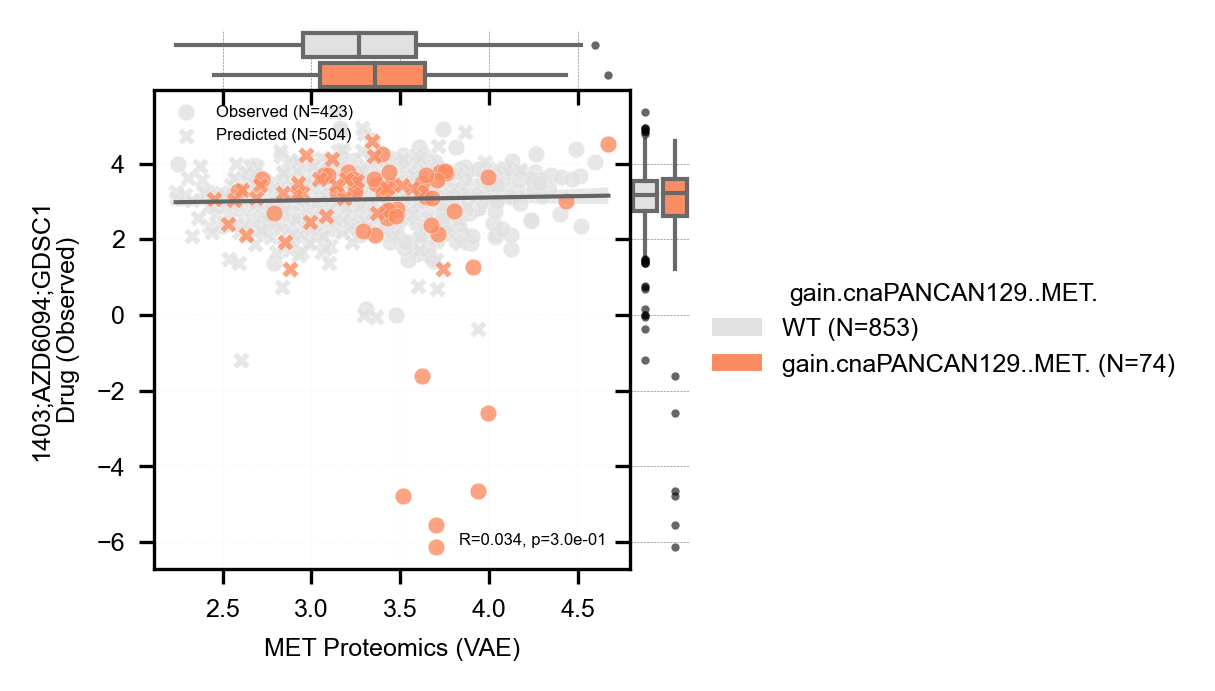 Observed (N=423)
Predicted (N=504)
4
2
0
−2
−4
−6
1403;AZD6094;GDSC1
Drug (Observed)
R=0.034, p=3.0e-01
2.5 3.0 3.5 4.0 4.5
MET Proteomics (VAE)
gain.cnaPANCAN129..MET.
WT (N=853)
gain.cnaPANCAN129..MET. (N=74)